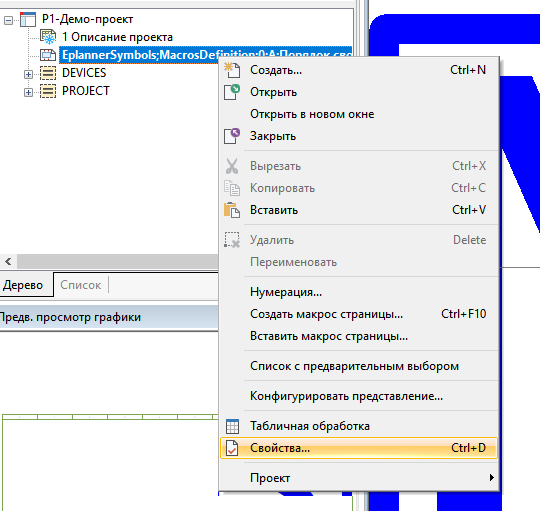 P1-Демо-проект
1 Описание проекта
EplannerSymbols;MacrosDefinition;0;A;Порядок
DEVICES
PROJECT
Дерево
Список
Предв. просмотр графики
Создать... Ctrl+N
Открыть
Открыть в новом окне
Закрыть
Вырезать Ctrl+X
Копировать Ctrl+C
Вставить Ctrl+V
Удалить Delete
Переименовать
Нумерация...
Создать макрос страницы... Ctrl+F10
Вставить макрос страницы...
Список с предварительным выбором
Конфигурировать представление...
Табличная обработка
Свойства... Ctrl+D
Проект